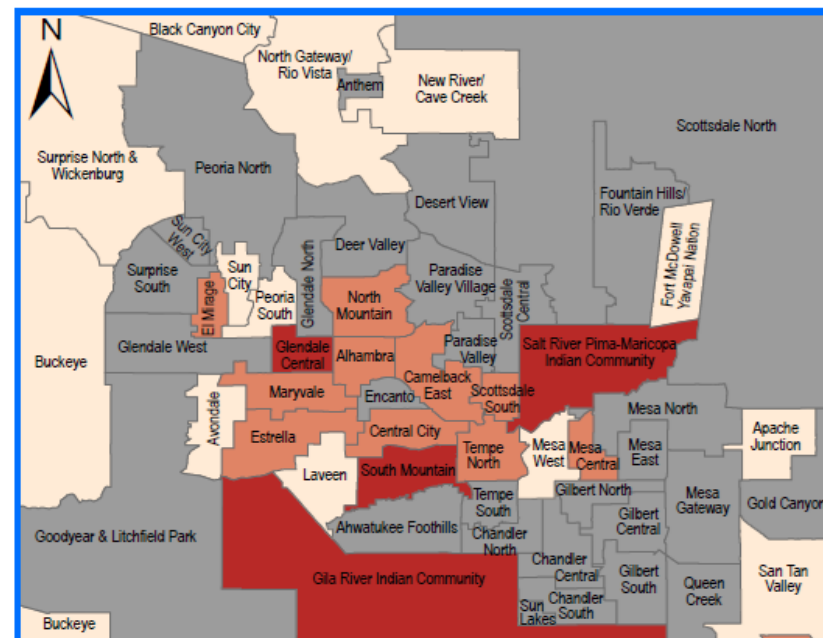 N
Black Canyon City
North Gateway/
Rio Vista
Anthem
New River/
Cave Creek
Scottsdale North
Surprise North &
Wickenburg
Peoria North
Desert View
Fountain Hills/
Rio Verde
Sun City
West
Deer Valley
Fort McDowell
Yavapai Nation
Surprise
South
Sun
City
Glendale North
Paradise
Valley Village
Scottsdale
Central
El Mirage
Peoria
South
North
Mountain
Buckeye
Glendale West
Glendale
Central
Alhambra
Paradise
Valley
Salt River Pima-Maricopa
Indian Community
Camelback
East
Maryvale
Encanto
Scottsdale
South
Mesa North
Avondale
Apache
Junction
Estrella
Central City
Tempe
North
Mesa
West
Mesa
Central
Mesa
East
Laveen
South Mountain
Gilbert North
Mesa
Gateway
Tempe
South
Gold Canyon
Goodyear & Litchfield Park
Ahwatukee Foothills
Gilbert
Central
Chandler
North
Chandler
Central
Gila River Indian Community
Gilbert
South
Queen
Creek
San Tan
Valley
Sun
Lakes
Chandler
South
Buckeye